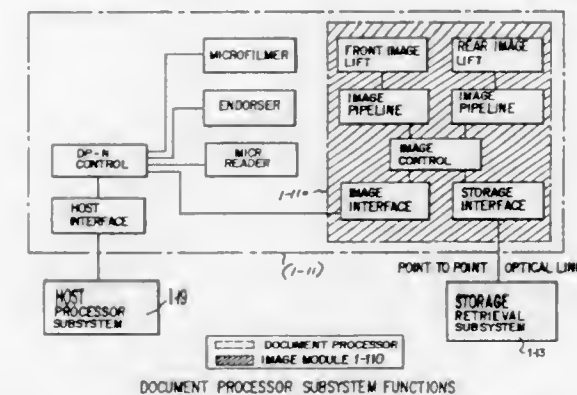 MICROFILMER
FRONT IMAGE
LIFT
REAR IMAGE
LIFT
ENDORSER
IMAGE
PIPELINE
IMAGE
PIPELINE
DP-N
CONTROL
MICR
READER
IMAGE
CONTROL
1-110
HOST
INTERFACE
IMAGE
INTERFACE
STORAGE
INTERFACE
(1-11)
POINT TO POINT OPTICAL LINK
HOST
PROCESSOR
SUBSYSTEM
1-19
STORAGE
RETRIEVAL
SUBSYSTEM
1-13
DOCUMENT PROCESSOR
IMAGE MODULE 1-110
DOCUMENT PROCESSOR SUBSYSTEM FUNCTIONS